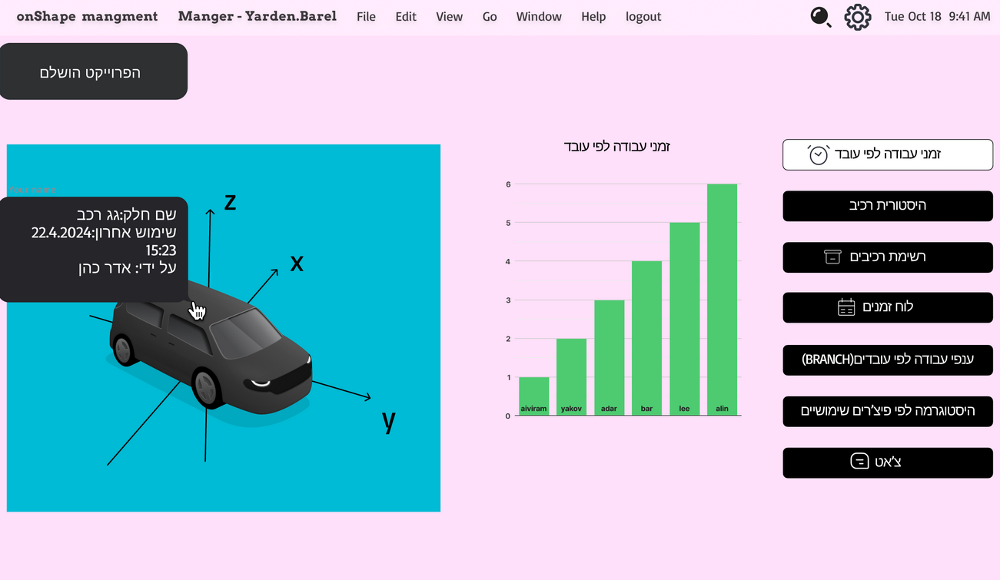 onShape mangment Manger - Yarden.Barel File Edit View Go Window Help logout Tue Oct 18 9:41 AM
הפרוייקט הושלם
Your name
שם חלק:גג רכב
שימוש אחרון:22.4.2024
15:23
על ידי: אדר כהן
Z
X
y
זמני עבודה לפי עובד
6
5
4
3
2
1
0
aiviram yakov adar bar lee alin
זמני עבודה לפי עובד
היסטורית רכיב
רשימת רכיבים
לוח זמנים
ענפי עבודה לפי עובדים(BRANCH)
היסטוגרמה לפי פיצ'רים שימושיים
צ'אט